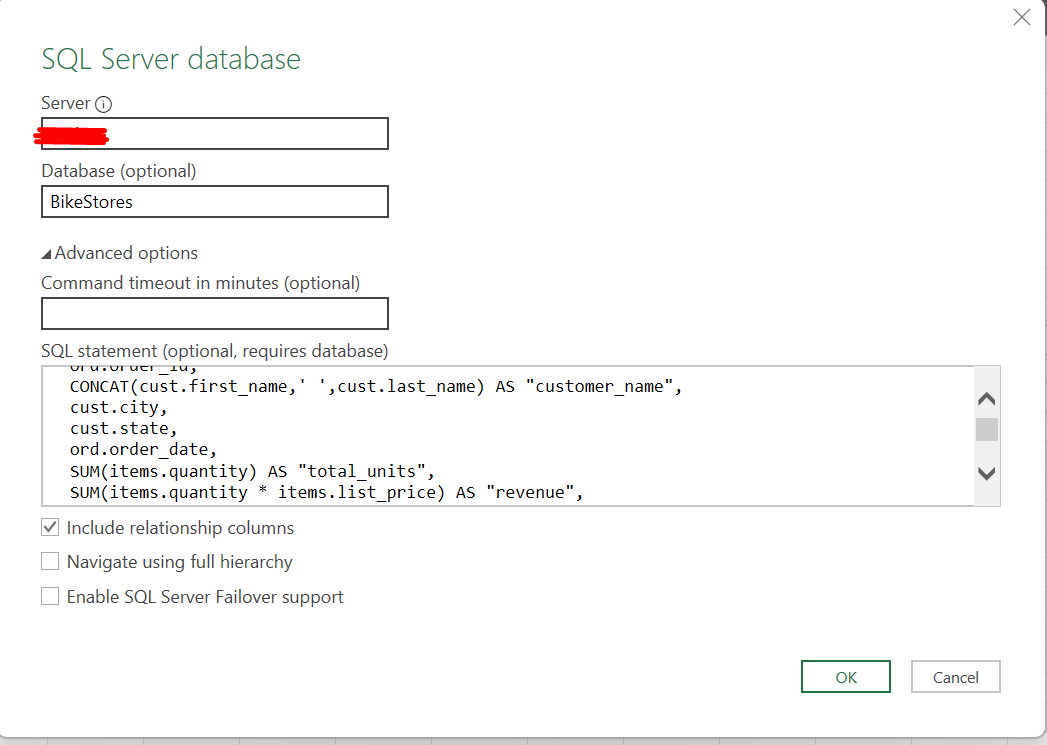 SQL Server database
Server
Database (optional)
BikeStores
Advanced options
Command timeout in minutes (optional)
SQL statement (optional, requires database)
ord.order_id,
CONCAT(cust.first_name,' ',cust.last_name) AS "customer_name",
cust.city,
cust.state,
ord.order_date,
SUM(items.quantity) AS "total_units",
SUM(items.quantity * items.list_price) AS "revenue",
Include relationship columns
Navigate using full hierarchy
Enable SQL Server Failover support
OK
Cancel